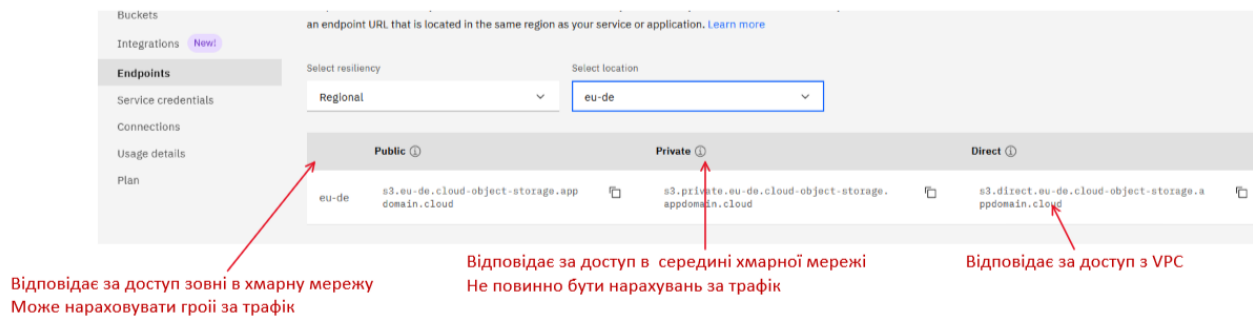 Buckets
an endpoint URL that is located in the same region as your service or application. Learn more
Integrations New!
Endpoints
Select resiliency Select location
Regional eu-de
Service credentials
Connections
Usage details
Plan
Public Private Direct
eu-de s3.eu-de.cloud-object-storage.app s3.private.eu-de.cloud-object-storage. s3.direct.eu-de.cloud-object-storage.a
domain.cloud appdomain.cloud ppdomain.cloud
Відповідає за доступ зовні в хмарну мережу
Може нараховувати гроіі за трафік
Відповідає за доступ в середині хмарної мережі
Не повинно бути нарахувань за трафік
Відповідає за доступ з VPC